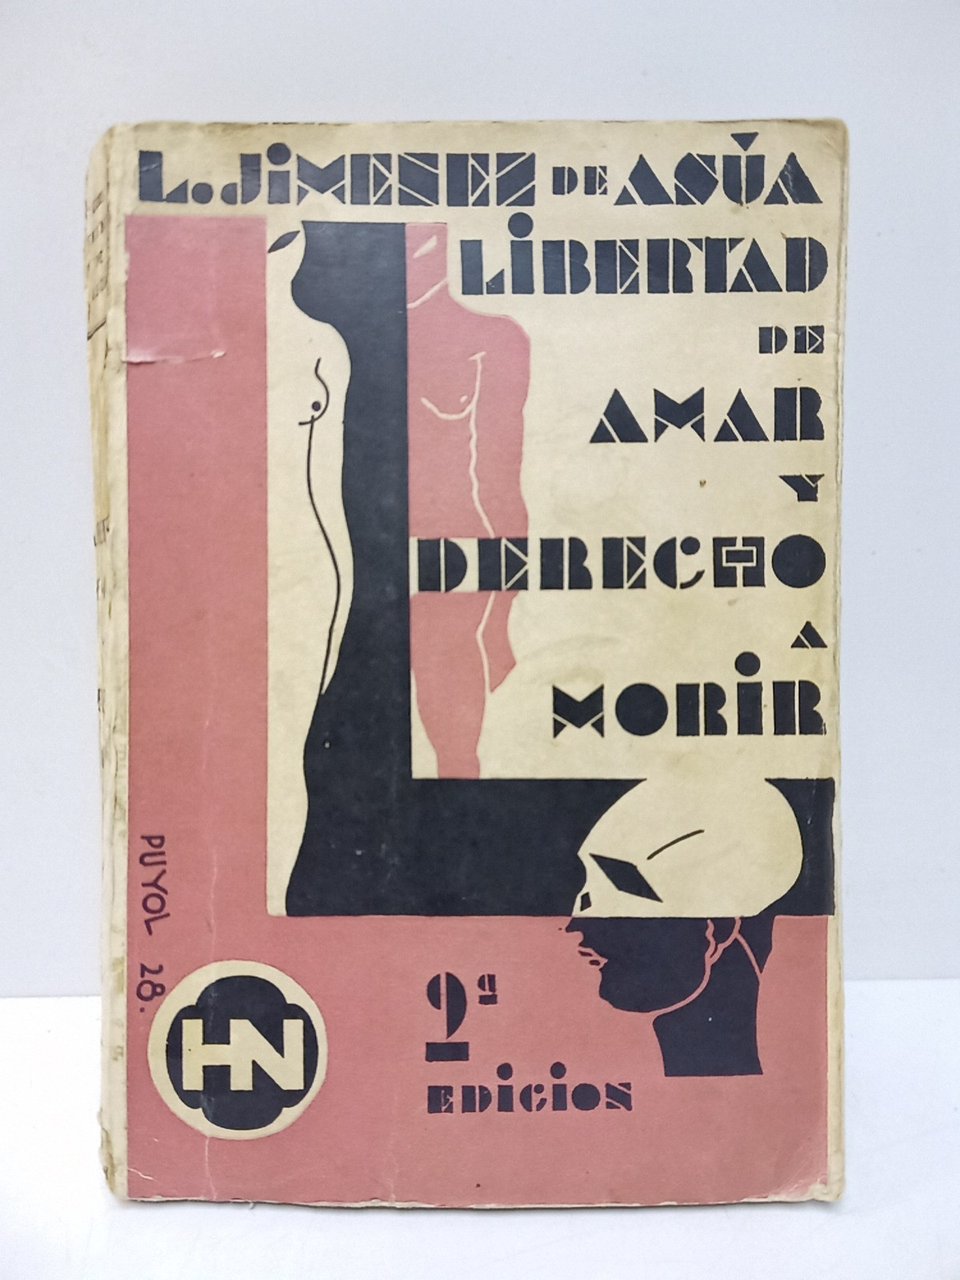 L. JiMENEZ DE ASÚA
LiBERTAD
DE
AMAR
Y
DERECHO
A
MORiR
PUYOL 28.
HN
9ª
EDiCiON